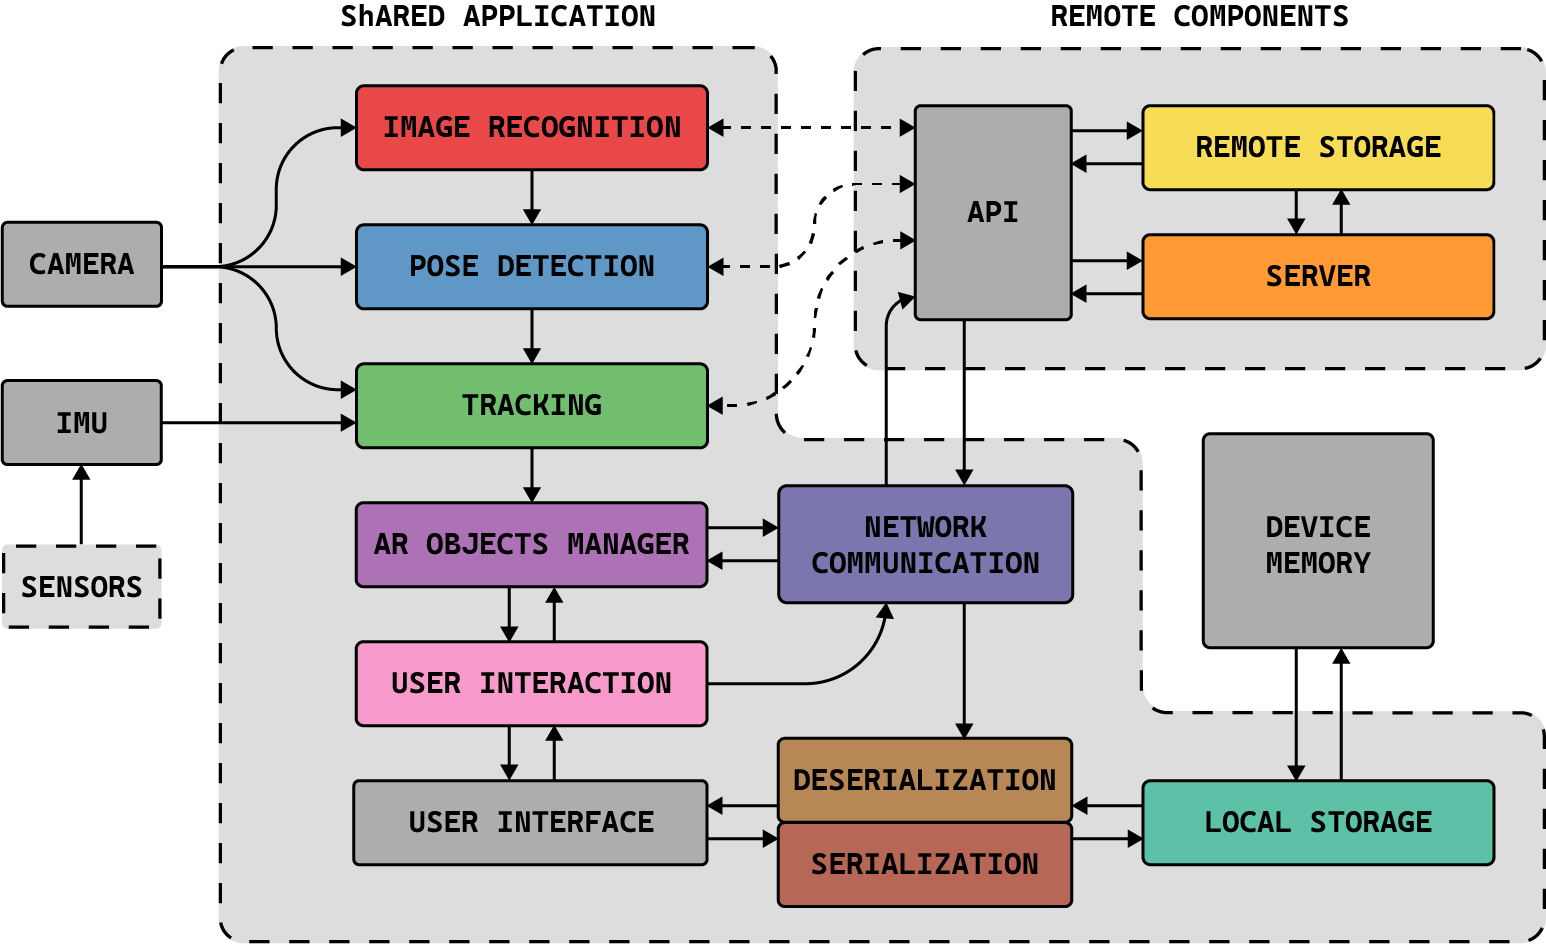 ShARED APPLICATION
REMOTE COMPONENTS
IMAGE RECOGNITION
API
REMOTE STORAGE
CAMERA
POSE DETECTION
SERVER
IMU
TRACKING
SENSORS
AR OBJECTS MANAGER
NETWORK
COMMUNICATION
DEVICE
MEMORY
USER INTERACTION
USER INTERFACE
DESERIALIZATION
SERIALIZATION
LOCAL STORAGE